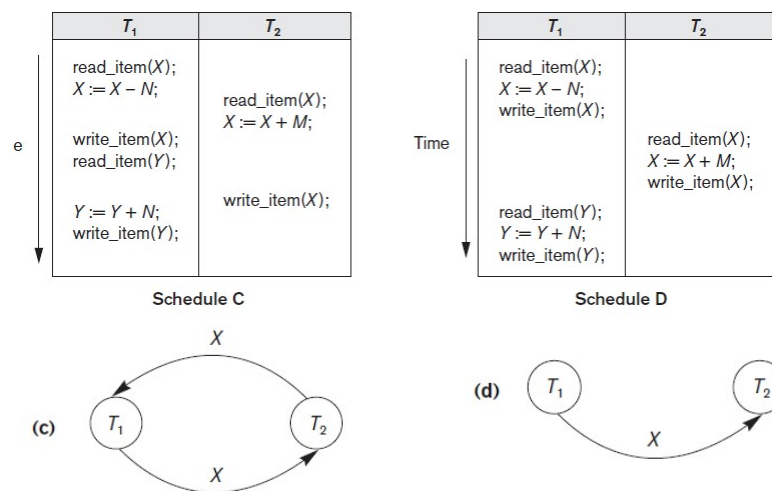 T1 T2
read_item(X);
X := X – N;
read_item(X);
X := X + M;
write_item(X);
read_item(Y);
write_item(X);
Y := Y + N;
write_item(Y);
e
Schedule C
T1 T2
read_item(X);
X := X – N;
write_item(X);
read_item(X);
X := X + M;
write_item(X);
read_item(Y);
Y := Y + N;
write_item(Y);
Time
Schedule D
X
(c) T1 T2
X
(d) T1 T2
X